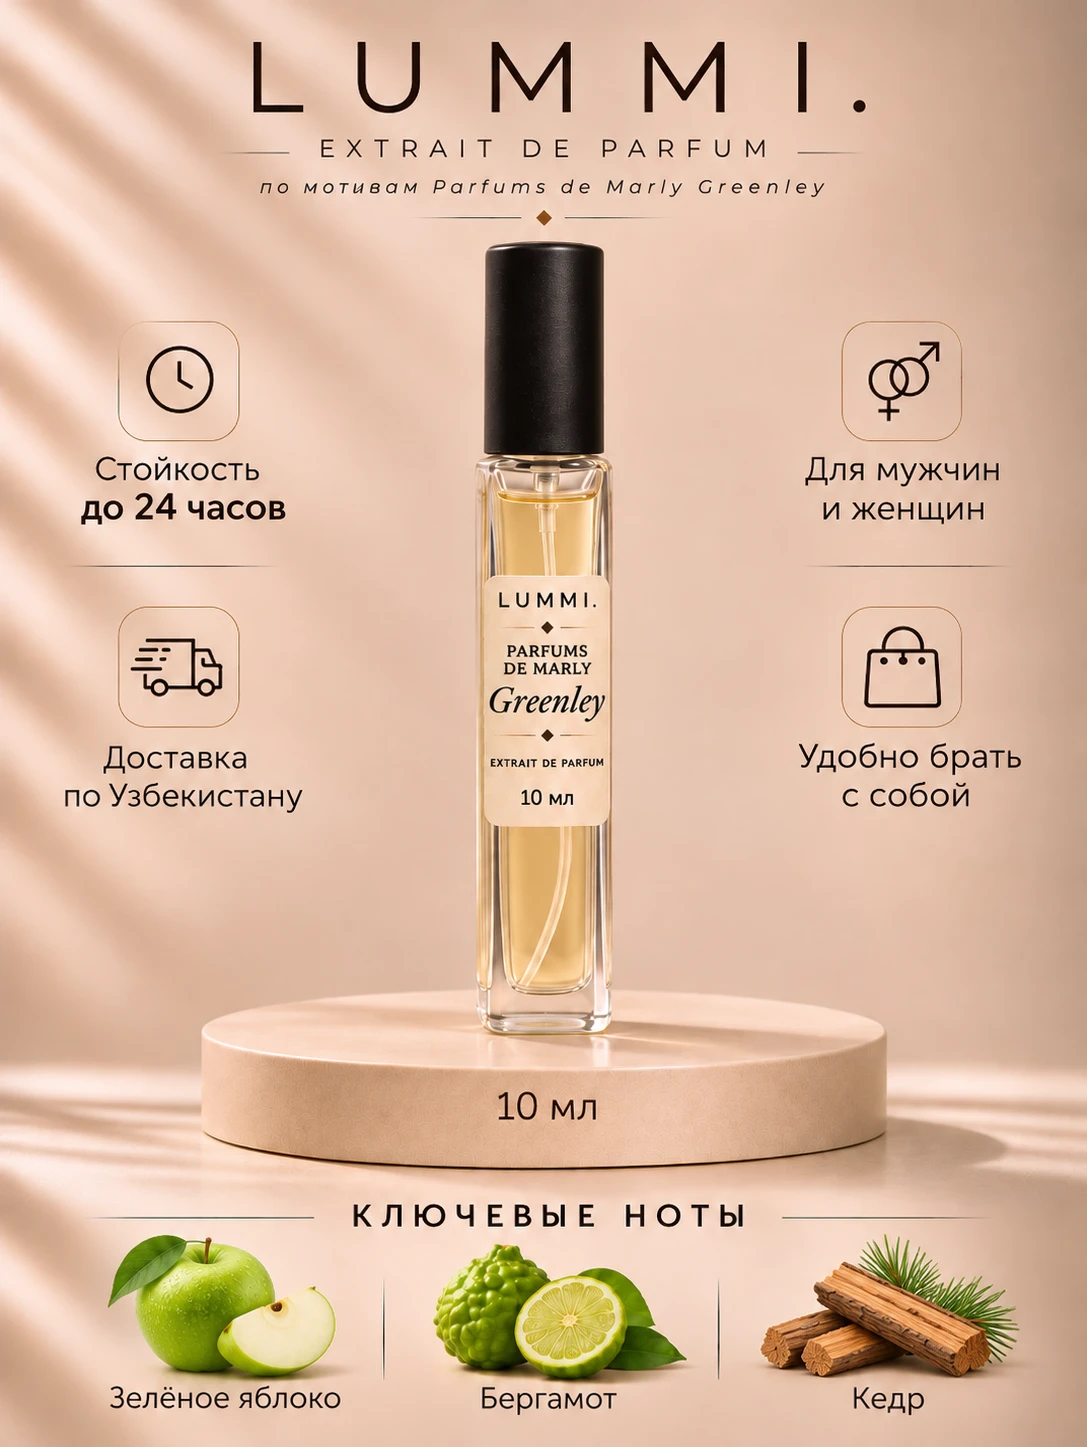 LUMMI.
EXTRAIT DE PARFUM
по мотивам Parfums de Marly Greenley
Стойкость
до 24 часов
Для мужчин
и женщин
Доставка
по Узбекистану
Удобно брать
с собой
LUMMI.
PARFUMS
DE MARLY
Greenley
EXTRAIT DE PARFUM
10 мл
10 мл
КЛЮЧЕВЫЕ НОТЫ
Зелёное яблоко
Бергамот
Кедр